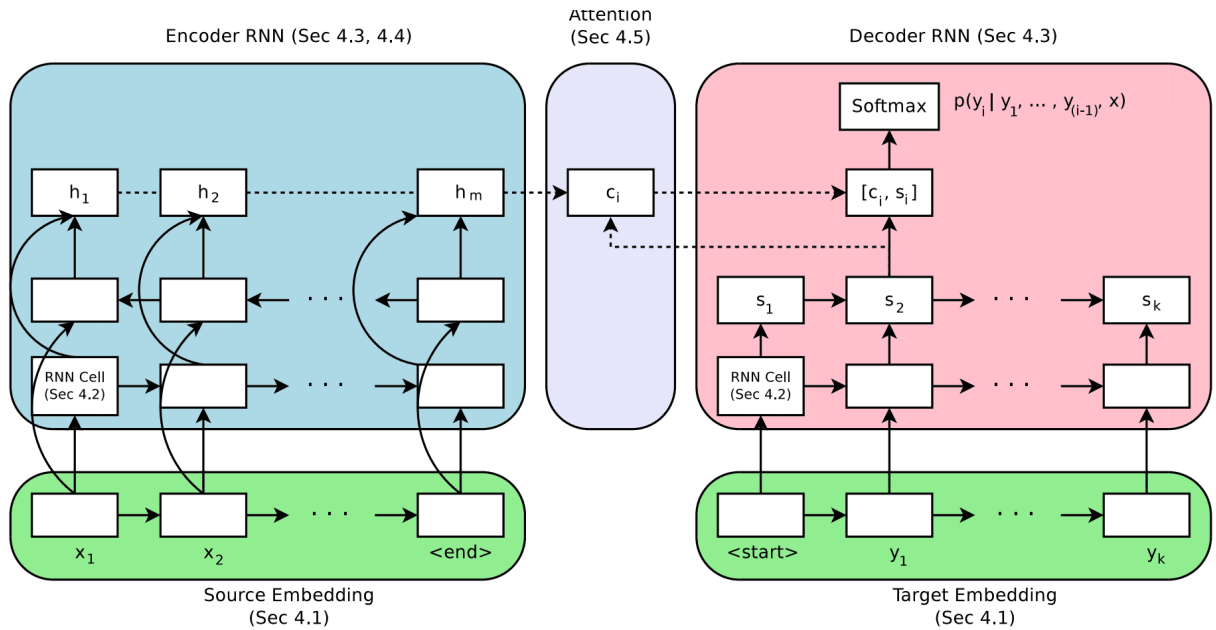 Attention
(Sec 4.5)
Encoder RNN (Sec 4.3, 4.4)
Decoder RNN (Sec 4.3)
Softmax
p(y_i | y_1, ... , y_(i-1), x)
h_1
h_2
h_m
c_i
[c_i, s_i]
. . .
s_1
s_2
. . .
s_k
RNN Cell
(Sec 4.2)
. . .
RNN Cell
(Sec 4.2)
. . .
. . .
. . .
x_1
x_2
<end>
<start>
y_1
y_k
Source Embedding
(Sec 4.1)
Target Embedding
(Sec 4.1)